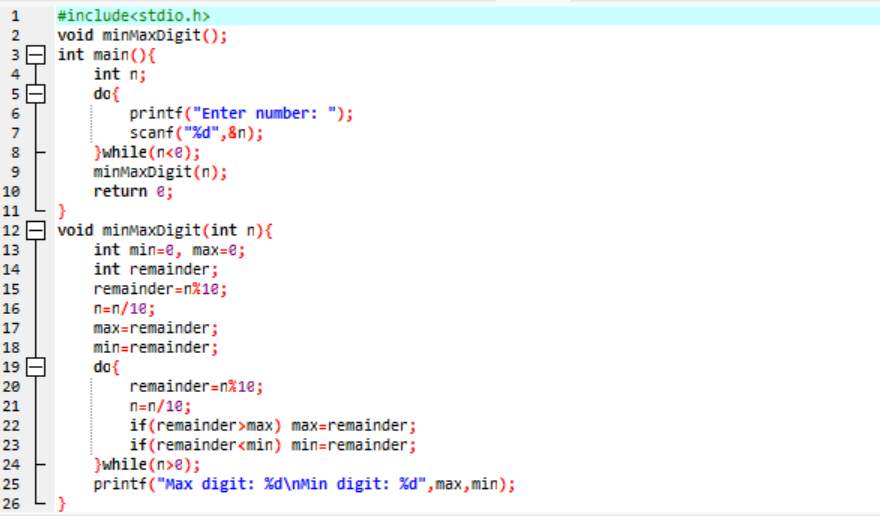 1 #include<stdio.h>
2 void minMaxDigit();
3 int main(){
4 int n;
5 do{
6 printf("Enter number: ");
7 scanf("%d",&n);
8 }while(n<0);
9 minMaxDigit(n);
10 return 0;
11 }
12 void minMaxDigit(int n){
13 int min=0, max=0;
14 int remainder;
15 remainder=n%10;
16 n=n/10;
17 max=remainder;
18 min=remainder;
19 do{
20 remainder=n%10;
21 n=n/10;
22 if(remainder>max) max=remainder;
23 if(remainder<min) min=remainder;
24 }while(n>0);
25 printf("Max digit: %d\nMin digit: %d",max,min);
26 }